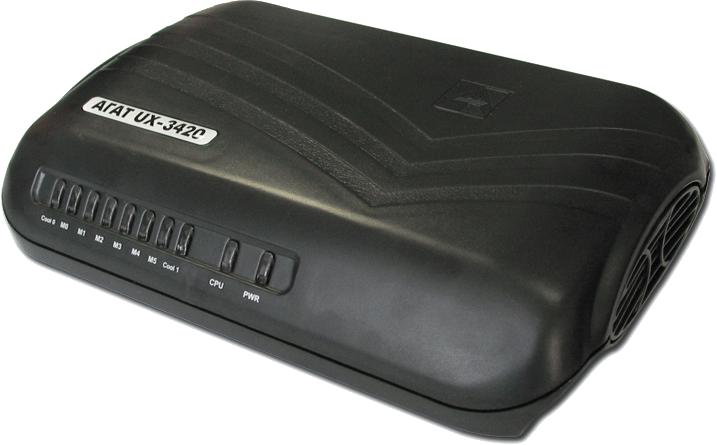 АГАТ UX-3420
Cool 0 M0 M1 M2 M3 M4 M5 Cool 1 CPU PWR